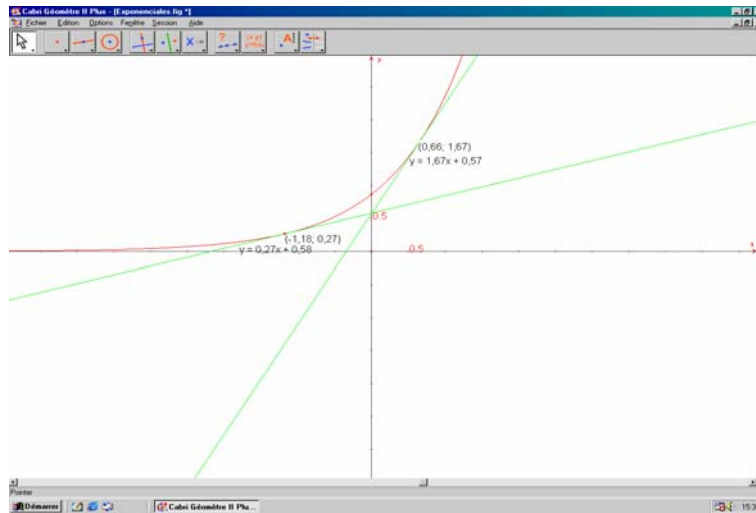 Cabri Géomètre II Plus - [Exponenciales.fig *]
Fichier Edition Options Fenêtre Session Aide
y
(0,66; 1,67)
y = 1,67x + 0,57
0.5
(-1,18; 0,27)
y = 0,27x + 0,58
0.5
x
Pointer
Démarrer
Cabri Géomètre II Plu...